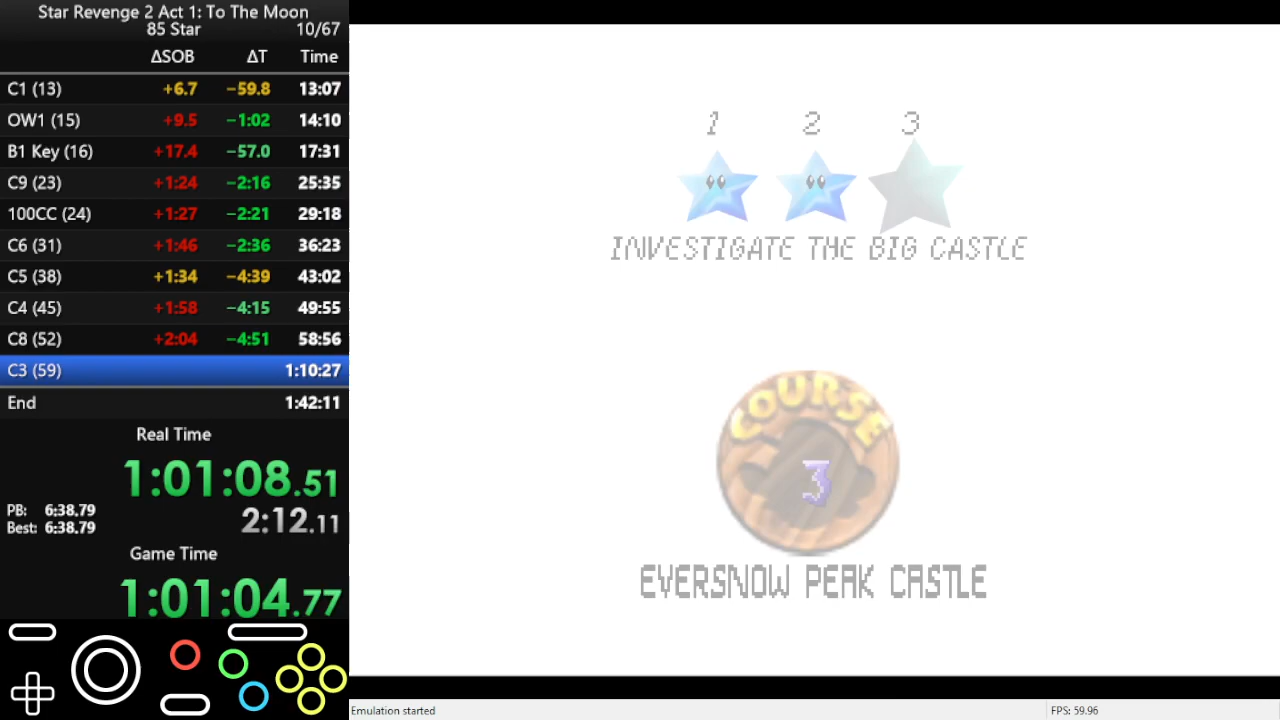 Star Revenge 2 Act 1: To The Moon
85 Star 10/67
ΔSOB ΔT Time
C1 (13) +6.7 −59.8 13:07
OW1 (15) +9.5 −1:02 14:10
B1 Key (16) +17.4 −57.0 17:31
C9 (23) +1:24 −2:16 25:35
100CC (24) +1:27 −2:21 29:18
C6 (31) +1:46 −2:36 36:23
C5 (38) +1:34 −4:39 43:02
C4 (45) +1:58 −4:15 49:55
C8 (52) +2:04 −4:51 58:56
C3 (59) 1:10:27
End 1:42:11
Real Time
1:01:08.51
PB: 6:38.79
Best: 6:38.79
2:12.11
Game Time
1:01:04.77
1 2 3
INVESTIGATE THE BIG CASTLE
COURSE
3
EVERSNOW PEAK CASTLE
Emulation started FPS: 59.96